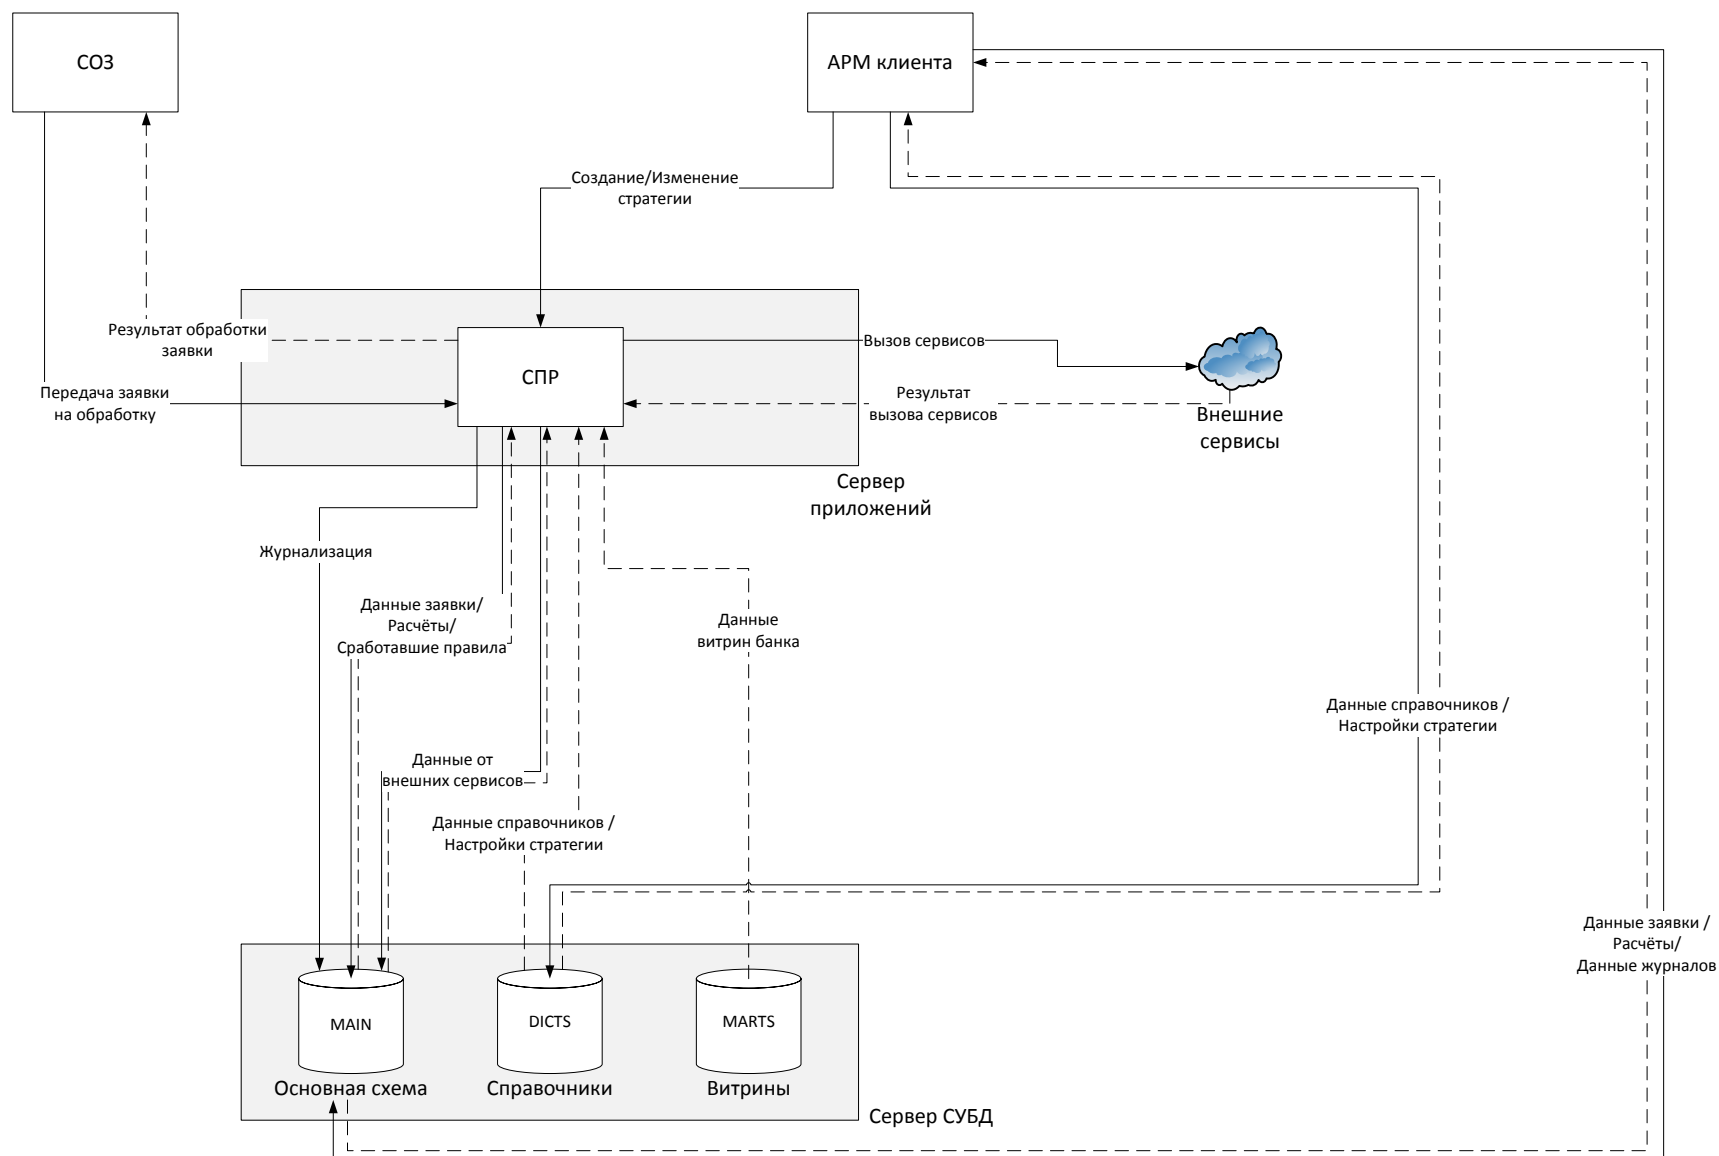 СОЗ
АРМ клиента
Создание/Изменение
стратегии
Результат обработки
заявки
Передача заявки
на обработку
СПР
Вызов сервисов
Результат
вызова сервисов
Внешние
сервисы
Сервер
приложений
Журнализация
Данные заявки/
Расчёты/
Сработавшие правила
Данные
витрин банка
Данные справочников /
Настройки стратегии
Данные от
внешних сервисов
Данные справочников /
Настройки стратегии
Данные заявки /
Расчёты/
Данные журналов
MAIN
DICTS
MARTS
Основная схема
Справочники
Витрины
Сервер СУБД